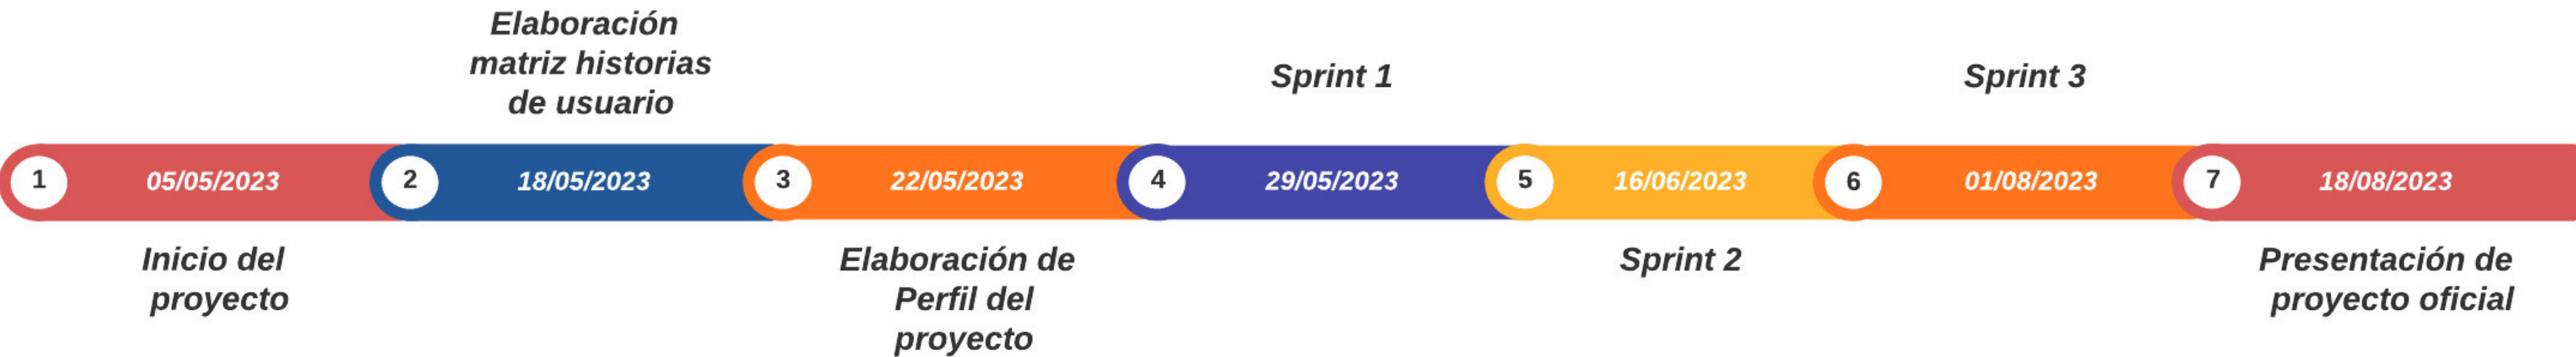 Elaboración
matriz historias
de usuario
Sprint 1
Sprint 3
1 05/05/2023 2 18/05/2023 3 22/05/2023 4 29/05/2023 5 16/06/2023 6 01/08/2023 7 18/08/2023
Inicio del
proyecto
Elaboración de
Perfil del
proyecto
Sprint 2
Presentación de
proyecto oficial